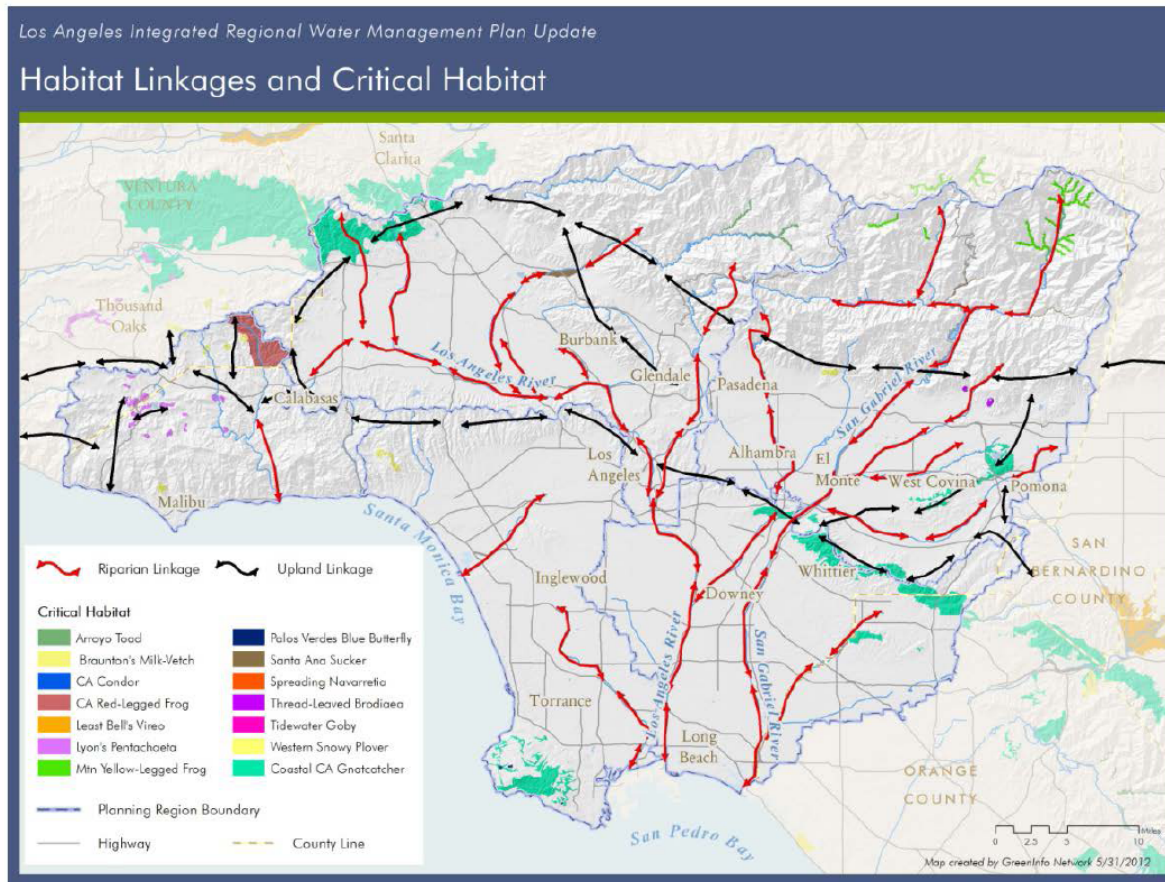 Los Angeles Integrated Regional Water Management Plan Update
Habitat Linkages and Critical Habitat
Santa
Clarita
VENTURA
COUNTY
Thousand
Oaks
Burbank
Los Angeles River
Glendale
Pasadena
San Gabriel River
Calabasas
Los
Angeles
Alhambra
El
Monte
West Covina
Pomona
Malibu
Santa Monica Bay
SAN
BERNARDINO
COUNTY
Whittier
Inglewood
Downey
Los Angeles River
San Gabriel River
Torrance
Long
Beach
ORANGE
COUNTY
San Pedro Bay
Riparian Linkage
Upland Linkage
Critical Habitat
Arroyo Toad
Braunton's Milk-Vetch
CA Condor
CA Red-Legged Frog
Least Bell's Vireo
Lyon's Pentachaeta
Mtn Yellow-Legged Frog
Palos Verdes Blue Butterfly
Santa Ana Sucker
Spreading Navarretia
Thread-Leaved Brodiaea
Tidewater Goby
Western Snowy Plover
Coastal CA Gnatcatcher
Planning Region Boundary
Highway
County Line
Miles
0 2.5 5 10
Map created by GreenInfo Network 5/31/2012